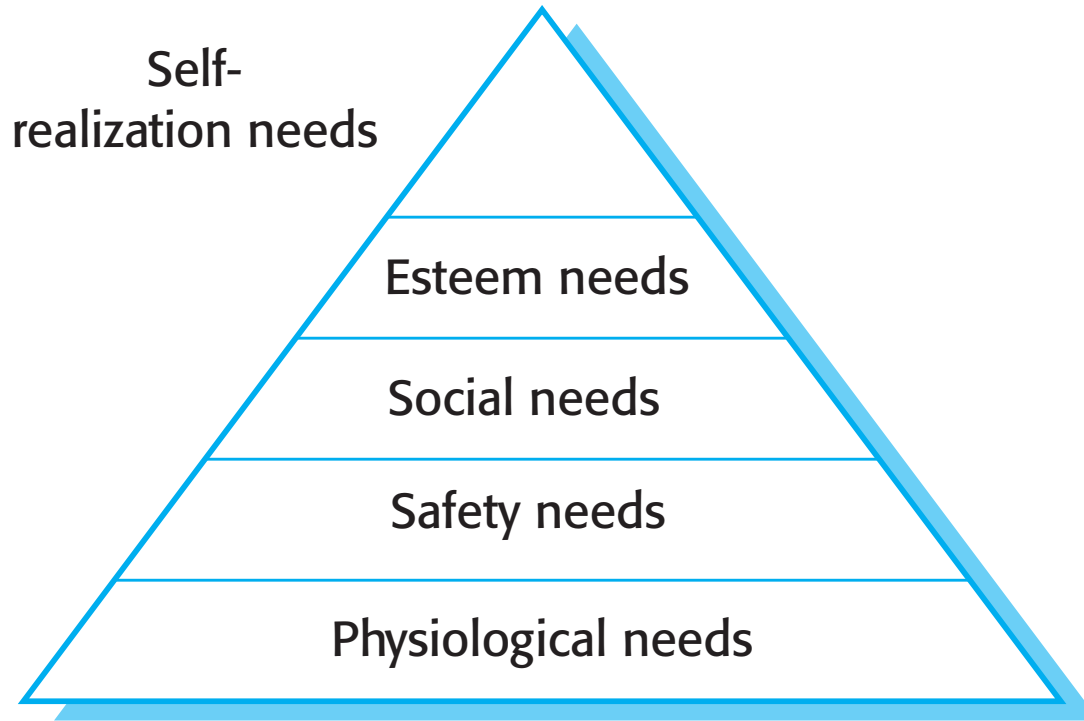 Self-
realization needs
Esteem needs
Social needs
Safety needs
Physiological needs